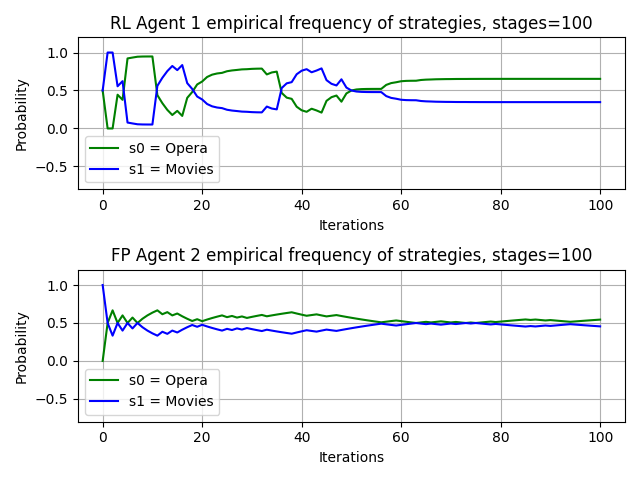 RL Agent 1 empirical frequency of strategies, stages=100
1.0
0.5
0.0
−0.5
Probability
s0 = Opera
s1 = Movies
0 20 40 60 80 100
Iterations
FP Agent 2 empirical frequency of strategies, stages=100
1.0
0.5
0.0
−0.5
Probability
s0 = Opera
s1 = Movies
0 20 40 60 80 100
Iterations